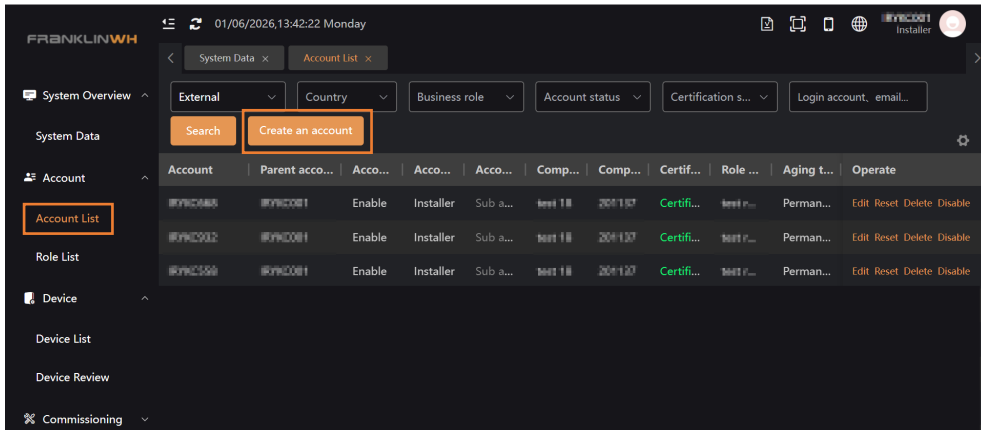 FRANKLINWH
01/06/2026,13:42:22 Monday
Installer
System Data ×
Account List ×
System Overview
System Data
Account
Account List
Role List
Device
Device List
Device Review
Commissioning
External
Country
Business role
Account status
Certification s...
Login account、email...
Search
Create an account
Account Parent acco... Acco... Acco... Acco... Comp... Comp... Certif... Role ... Aging t... Operate
Enable Installer Sub a... Certifi... Perman... Edit Reset Delete Disable
Enable Installer Sub a... Certifi... Perman... Edit Reset Delete Disable
Enable Installer Sub a... Certifi... Perman... Edit Reset Delete Disable